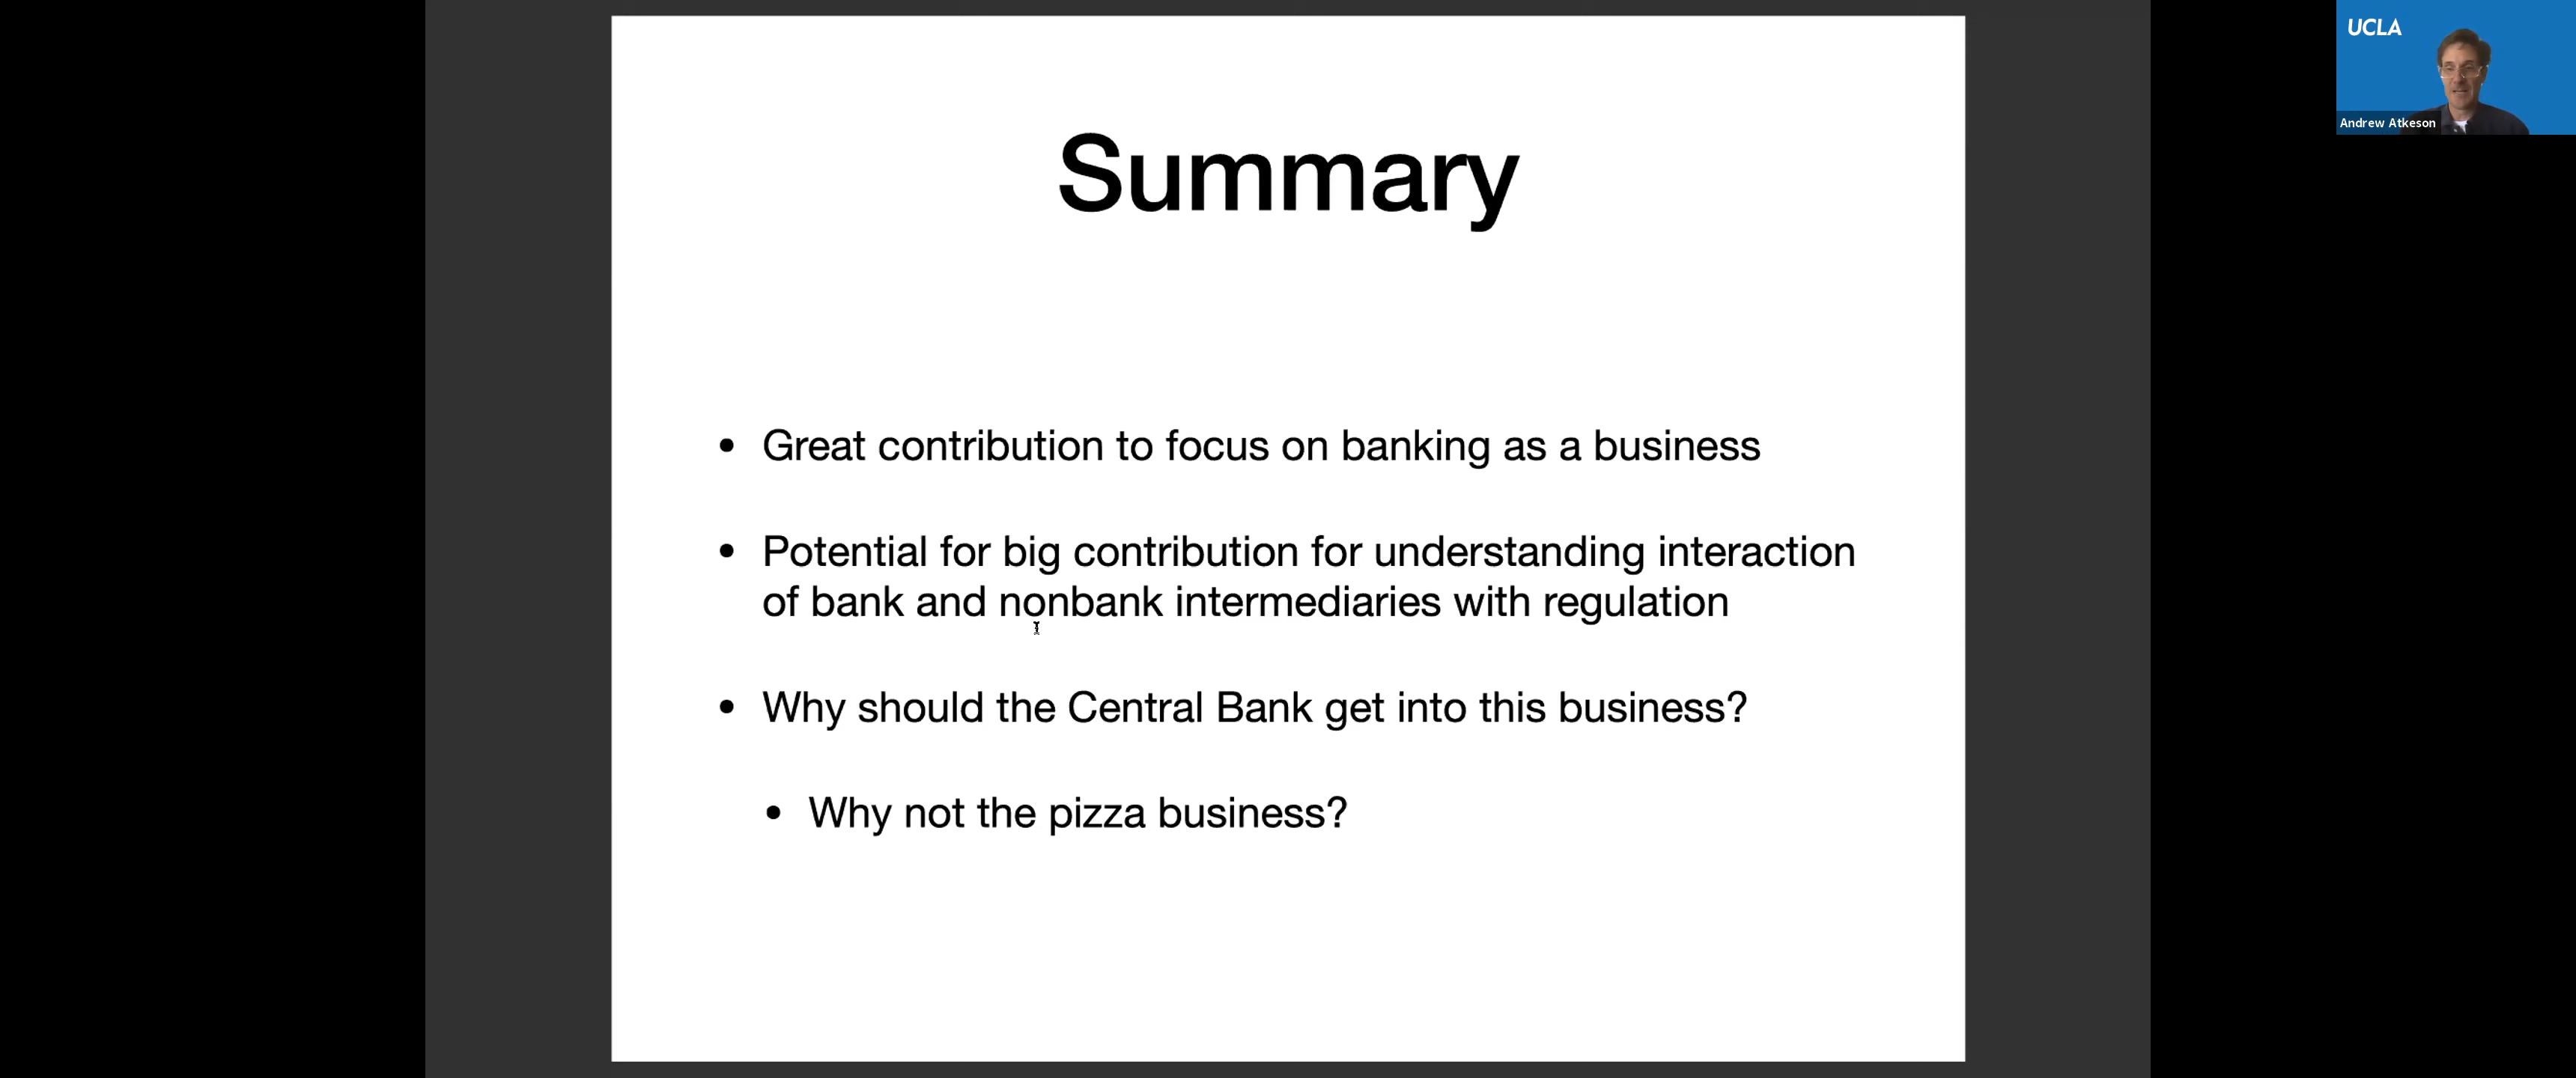 UCLA
Andrew Atkeson
Summary
• Great contribution to focus on banking as a business
• Potential for big contribution for understanding interaction
of bank and nonbank intermediaries with regulation
• Why should the Central Bank get into this business?
• Why not the pizza business?